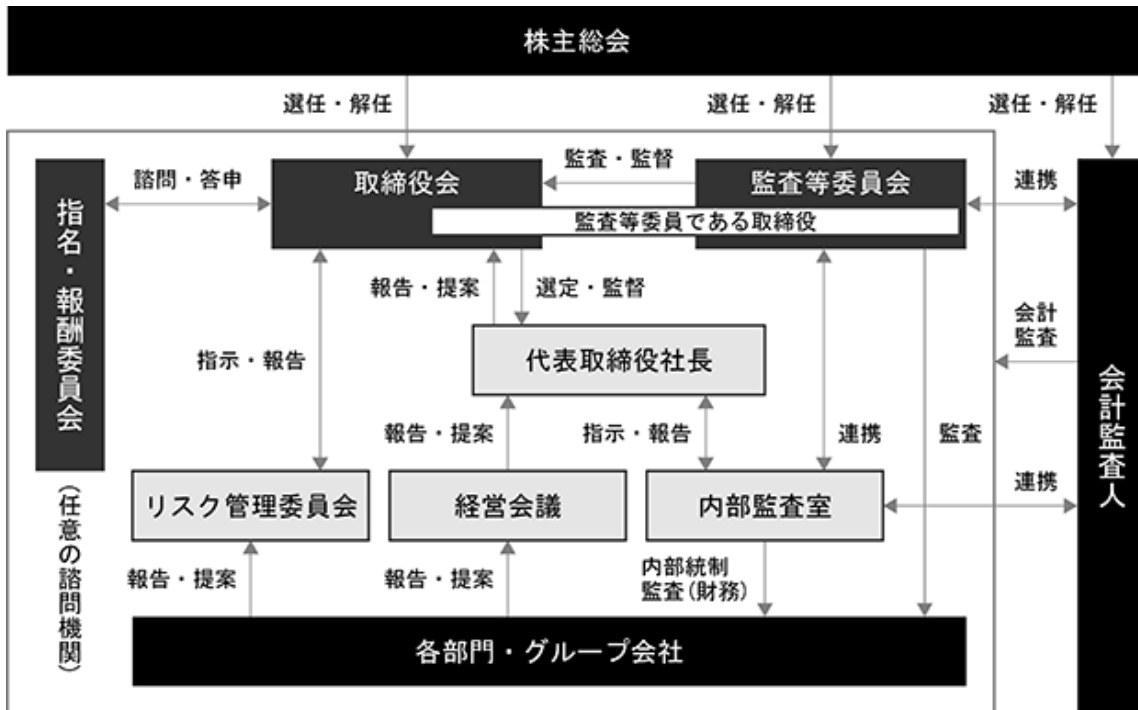 株主総会
選任・解任
選任・解任
選任・解任
指名・報酬委員会
(任意の諮問機関)
諮問・答申
取締役会
監査・監督
監査等委員会
監査等委員である取締役
連携
報告・提案
選定・監督
会計
監査
会計監査人
代表取締役社長
指示・報告
報告・提案
指示・報告
連携
監査
リスク管理委員会
経営会議
内部監査室
連携
報告・提案
報告・提案
内部統制
監査(財務)
各部門・グループ会社